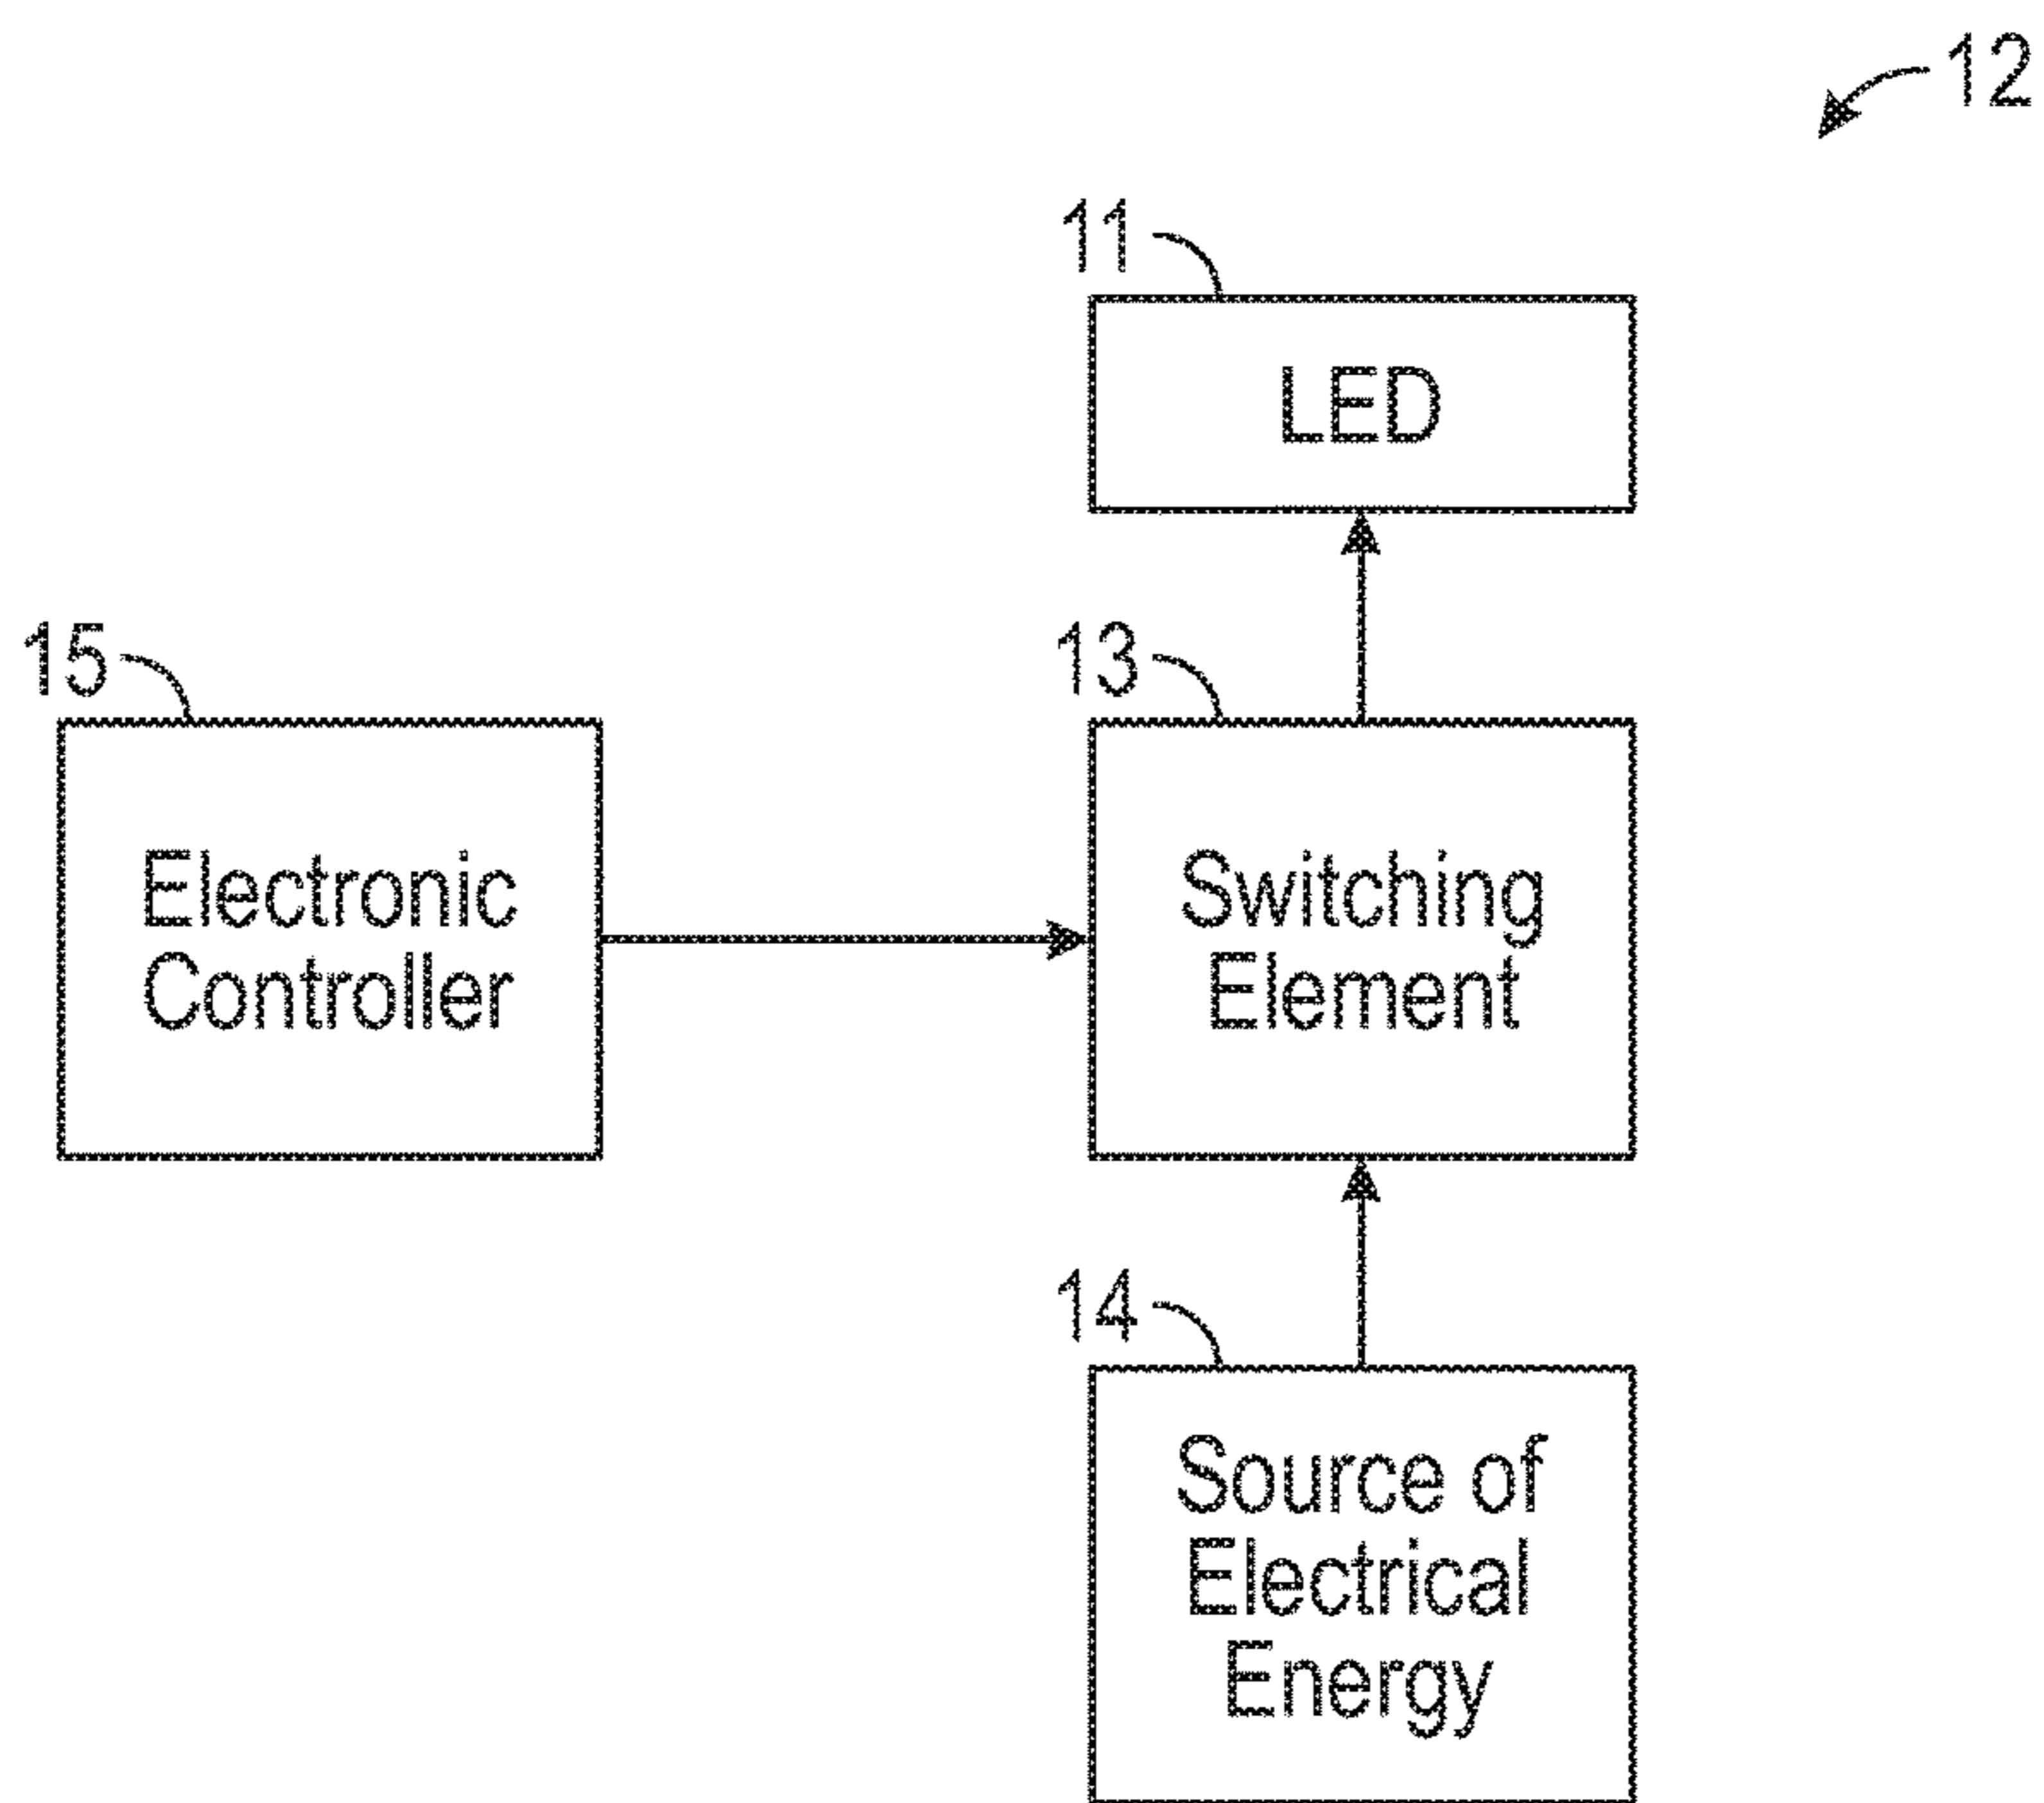 12
11
LED
15
13
Electronic
Controller
Switching
Element
14
Source of
Electrical
Energy